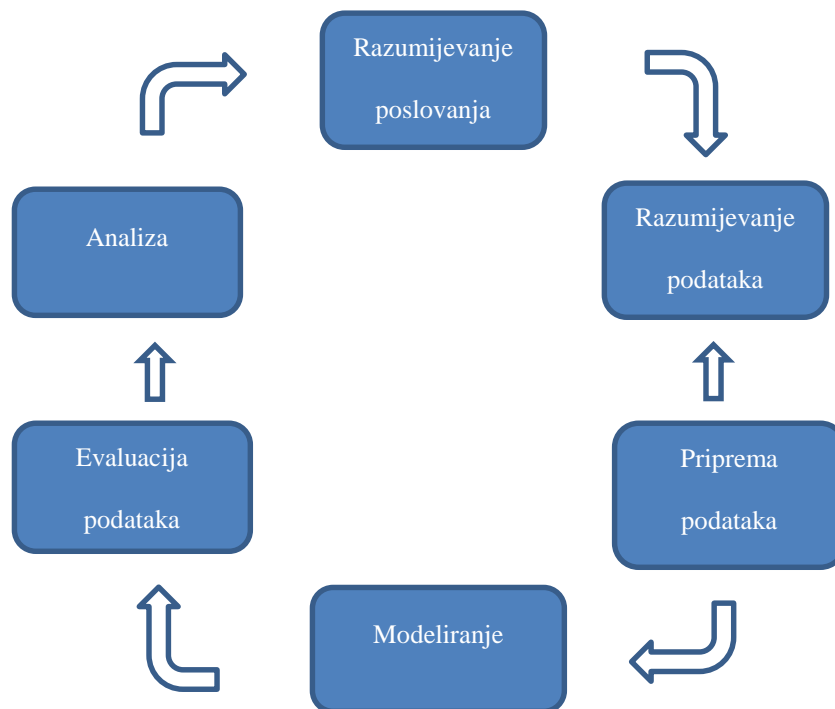 Razumijevanje
poslovanja
Razumijevanje
podataka
Priprema
podataka
Modeliranje
Evaluacija
podataka
Analiza